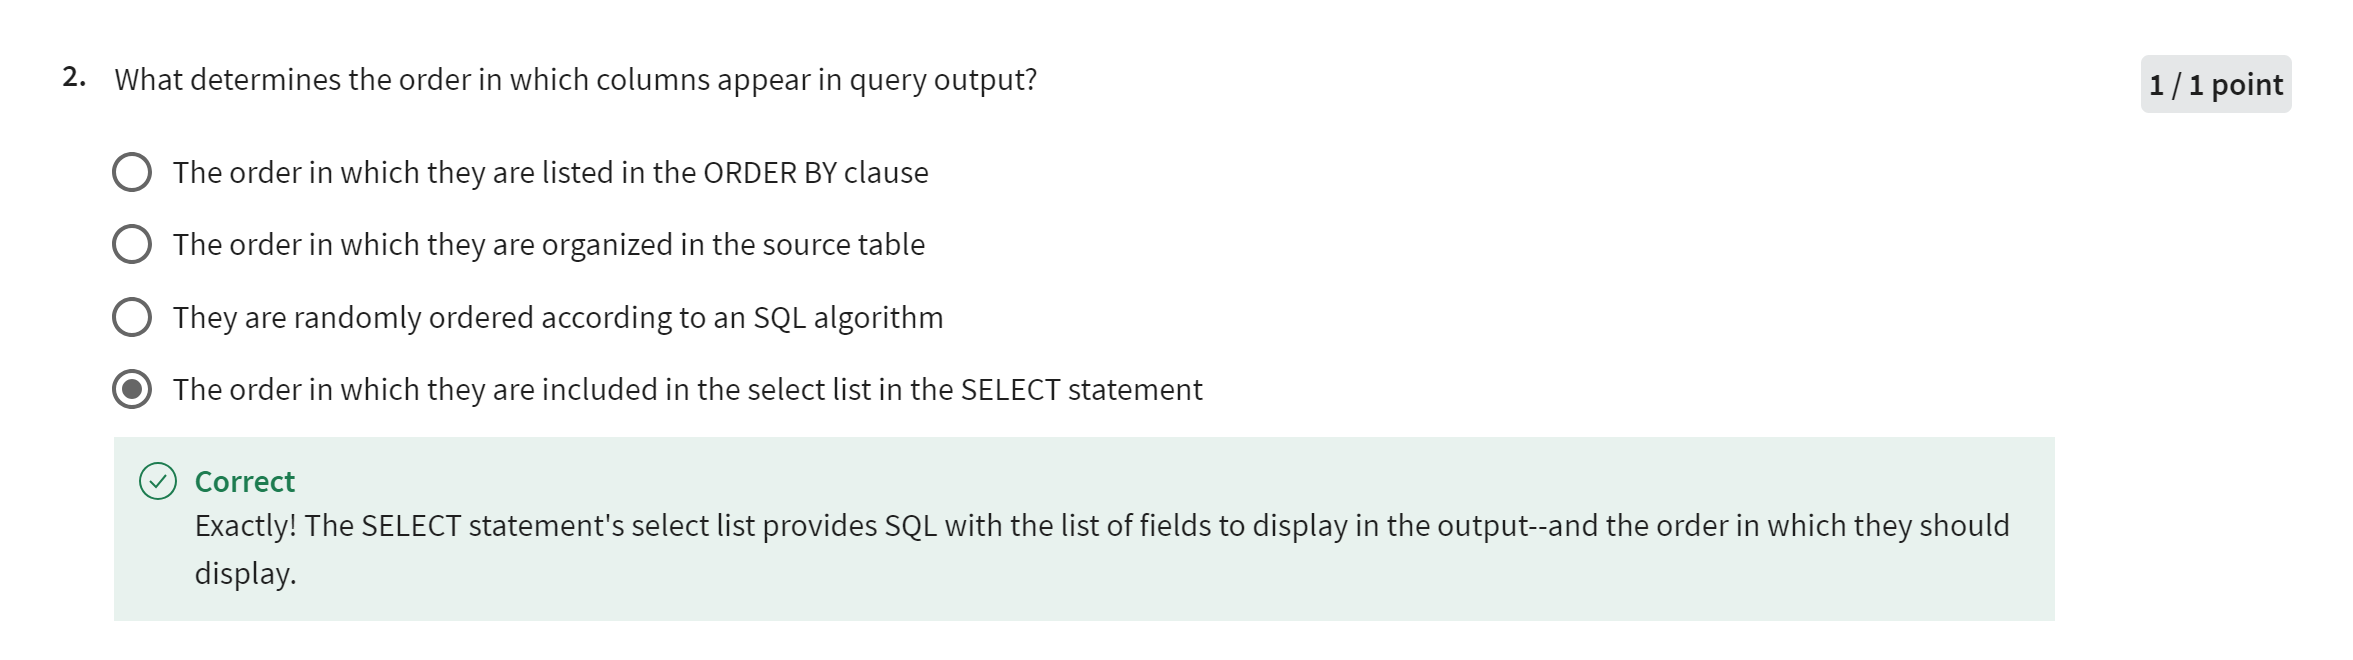 2. What determines the order in which columns appear in query output?
1 / 1 point
The order in which they are listed in the ORDER BY clause
The order in which they are organized in the source table
They are randomly ordered according to an SQL algorithm
The order in which they are included in the select list in the SELECT statement
Correct
Exactly! The SELECT statement's select list provides SQL with the list of fields to display in the output--and the order in which they should
display.